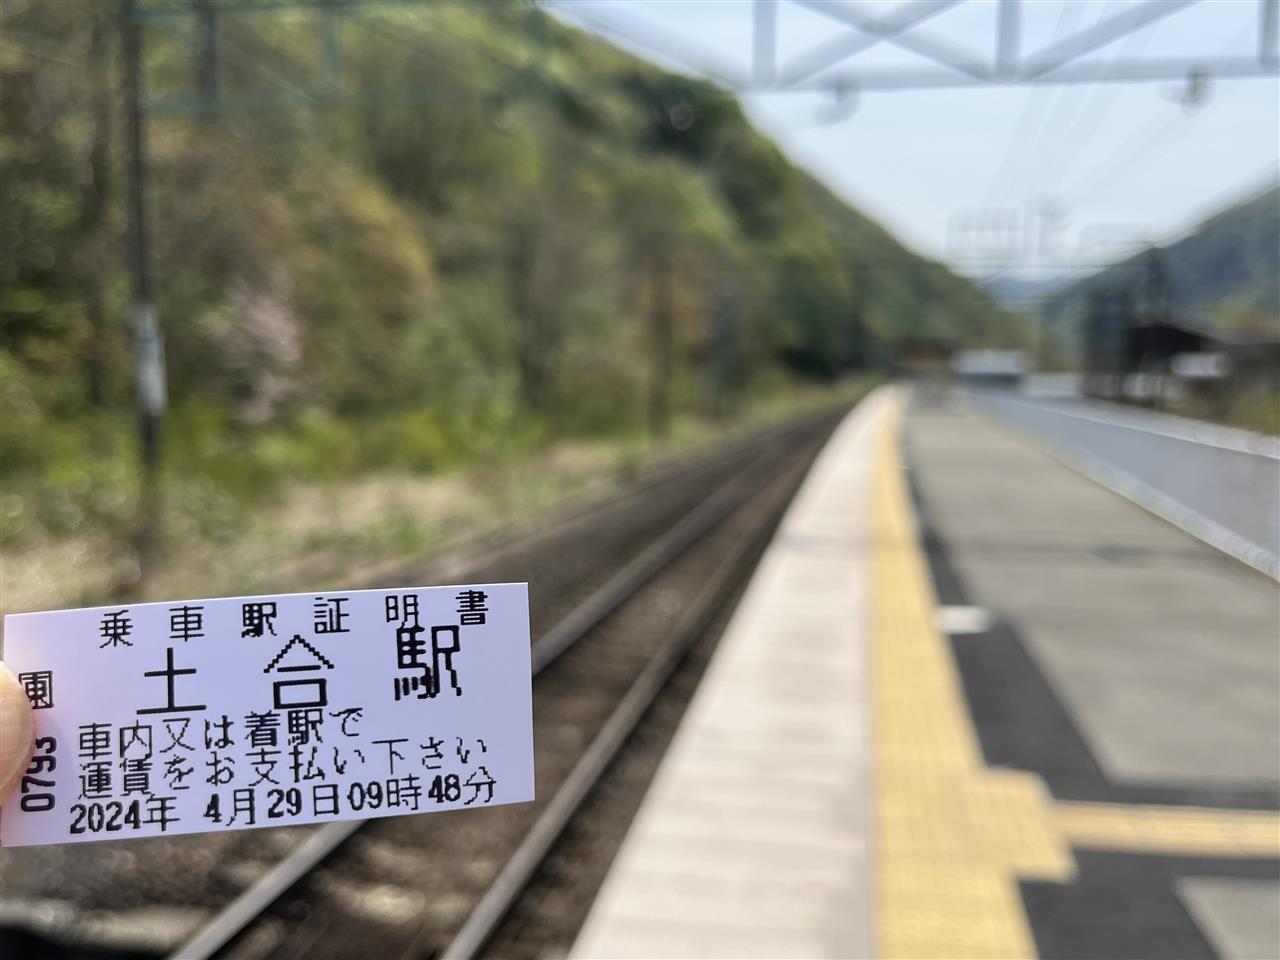 乗車駅証明書
土合駅
車内又は着駅で
運賃をお支払い下さい
2024年 4月29日09時48分
0793